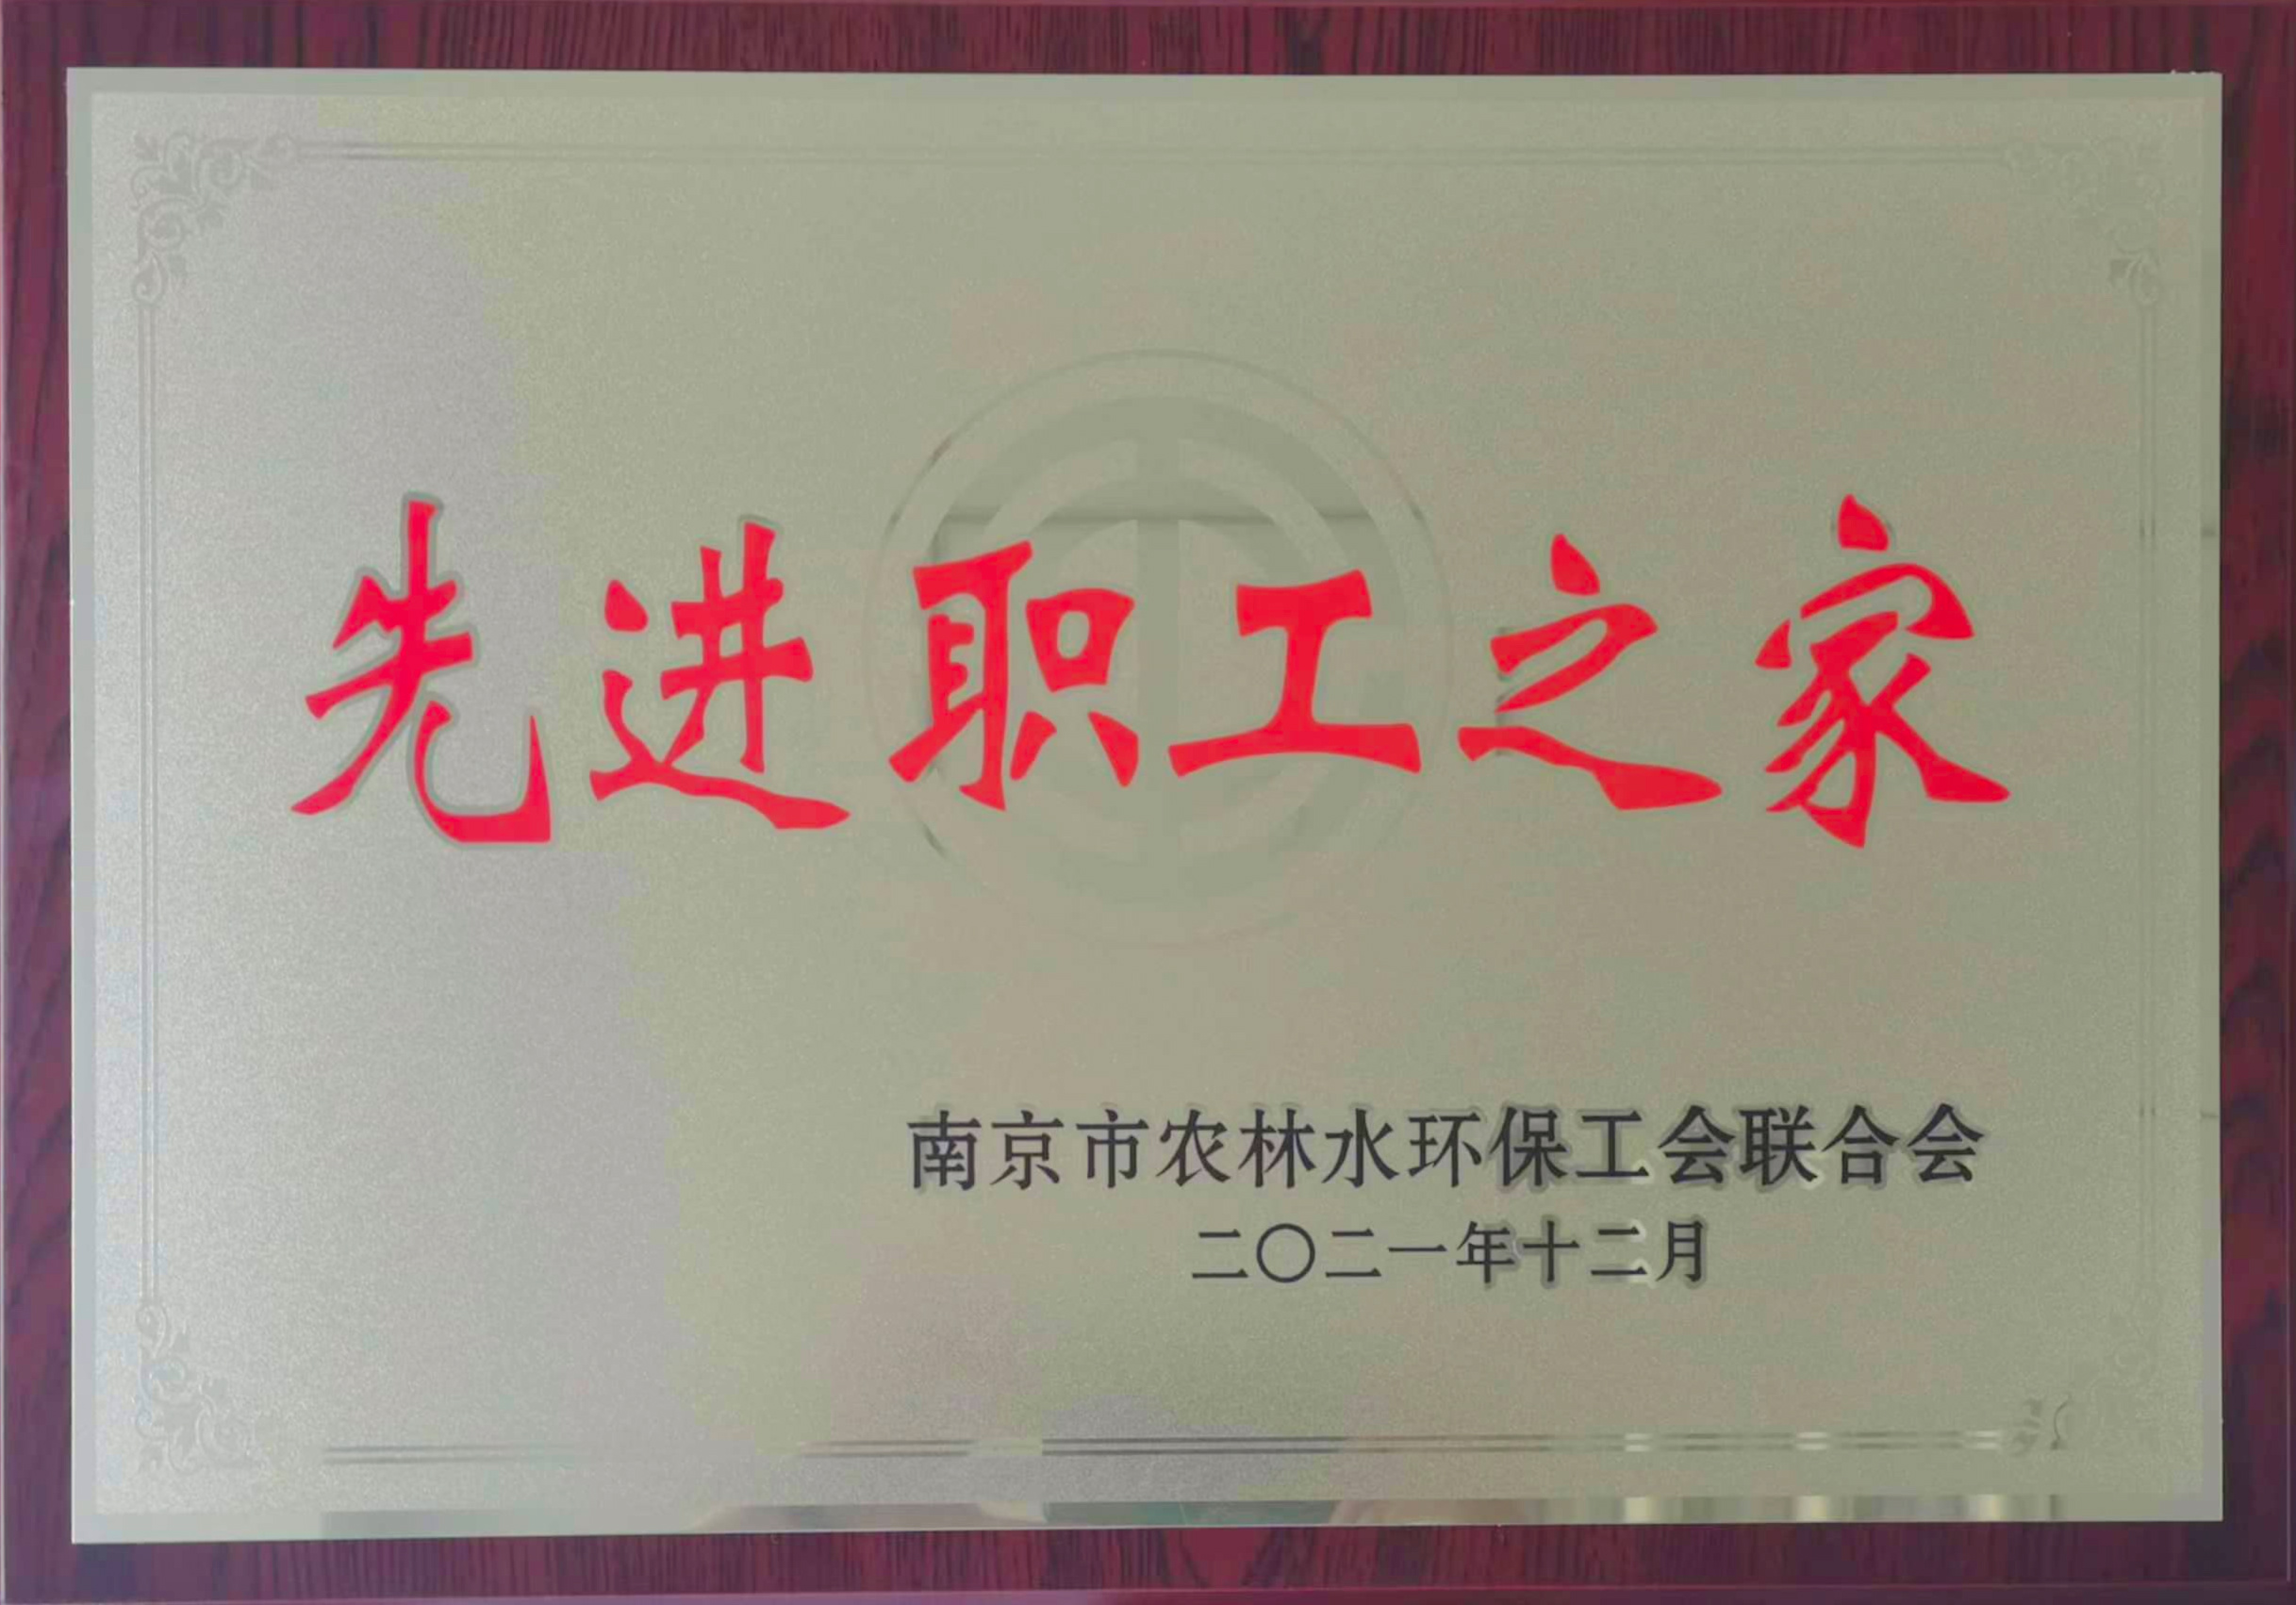 先进职工之家
南京市农林水环保工会联合会
二〇二一年十二月